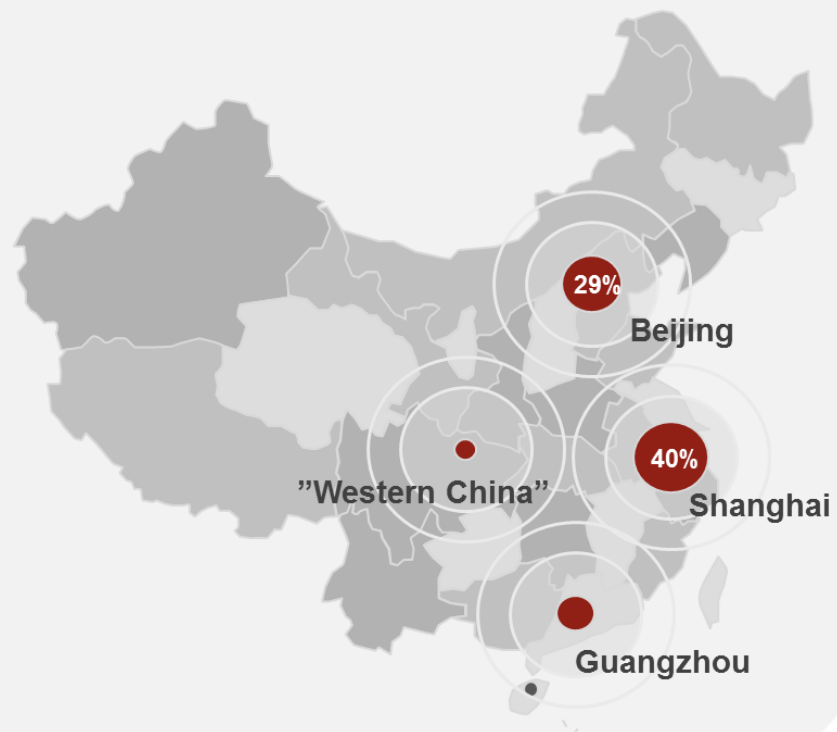 29%
Beijing
40%
”Western China”
Shanghai
Guangzhou